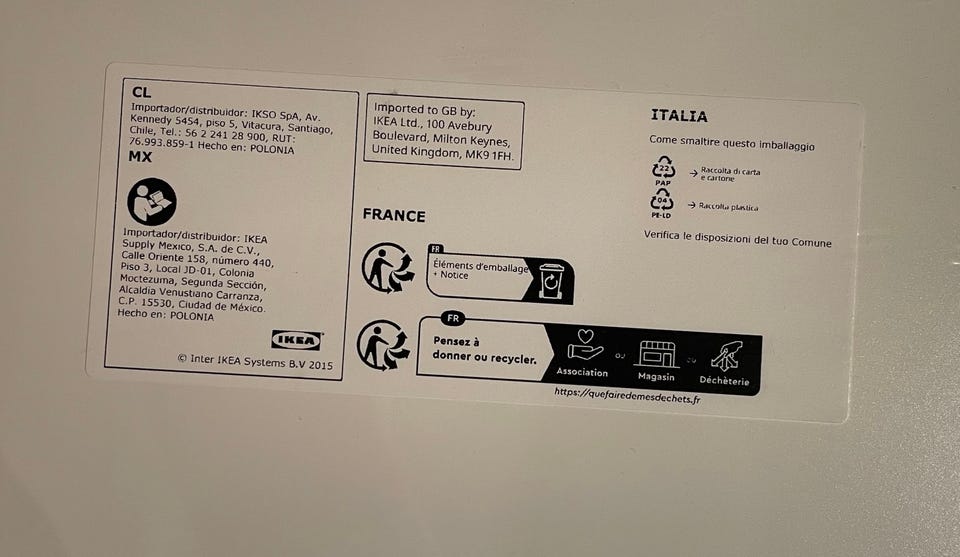 CL
Importador/distribuidor: IKSO SpA, Av.
Kennedy 5454, piso 5, Vitacura, Santiago,
Chile, Tel.: 56 2 241 28 900, RUT:
76.993.859-1 Hecho en: POLONIA
MX
Importador/distribuidor: IKEA
Supply Mexico, S.A. de C.V.,
Calle Oriente 158, número 440,
Piso 3, Local JD-01, Colonia
Moctezuma, Segunda Sección,
Alcaldia Venustiano Carranza,
C.P. 15530, Ciudad de México.
Hecho en: POLONIA
IKEA
© Inter IKEA Systems B.V 2015
Imported to GB by:
IKEA Ltd., 100 Avebury
Boulevard, Milton Keynes,
United Kingdom, MK9 1FH.
FRANCE
FR
Éléments d'emballage
+ Notice
FR
Pensez à
donner ou recycler.
Association
ou
Magasin
ou
Déchèterie
https://quefairedemesdechets.fr
ITALIA
Come smaltire questo imballaggio
22
PAP
→ Raccolta di carta
e cartone
04
PE-LD
→ Raccolta plastica
Verifica le disposizioni del tuo Comune